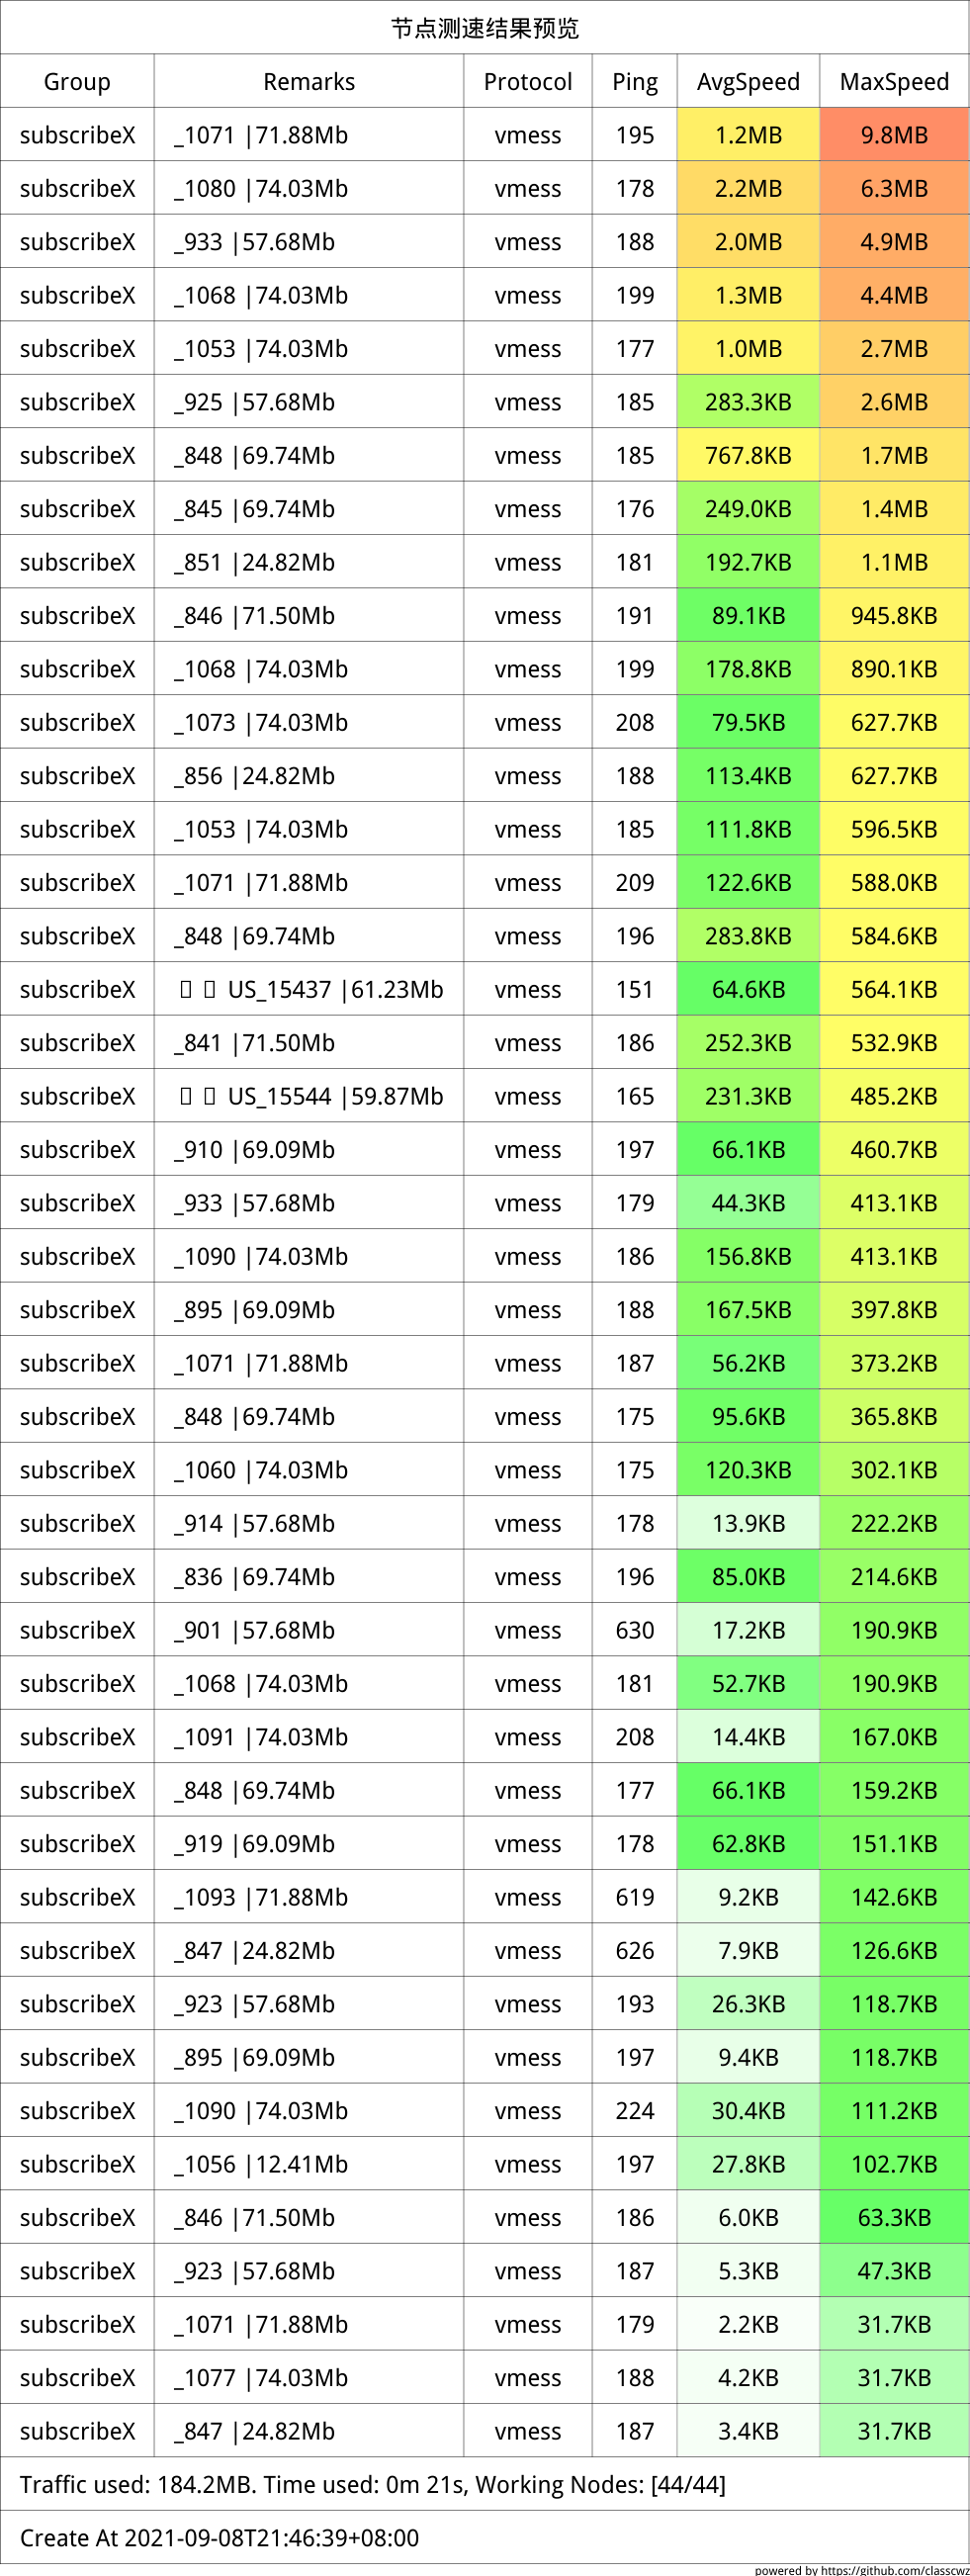 节点测速结果预览
Group Remarks Protocol Ping AvgSpeed MaxSpeed
subscribeX _1071 |71.88Mb vmess 195 1.2MB 9.8MB
subscribeX _1080 |74.03Mb vmess 178 2.2MB 6.3MB
subscribeX _933 |57.68Mb vmess 188 2.0MB 4.9MB
subscribeX _1068 |74.03Mb vmess 199 1.3MB 4.4MB
subscribeX _1053 |74.03Mb vmess 177 1.0MB 2.7MB
subscribeX _925 |57.68Mb vmess 185 283.3KB 2.6MB
subscribeX _848 |69.74Mb vmess 185 767.8KB 1.7MB
subscribeX _845 |69.74Mb vmess 176 249.0KB 1.4MB
subscribeX _851 |24.82Mb vmess 181 192.7KB 1.1MB
subscribeX _846 |71.50Mb vmess 191 89.1KB 945.8KB
subscribeX _1068 |74.03Mb vmess 199 178.8KB 890.1KB
subscribeX _1073 |74.03Mb vmess 208 79.5KB 627.7KB
subscribeX _856 |24.82Mb vmess 188 113.4KB 627.7KB
subscribeX _1053 |74.03Mb vmess 185 111.8KB 596.5KB
subscribeX _1071 |71.88Mb vmess 209 122.6KB 588.0KB
subscribeX _848 |69.74Mb vmess 196 283.8KB 584.6KB
subscribeX US_15437 |61.23Mb vmess 151 64.6KB 564.1KB
subscribeX _841 |71.50Mb vmess 186 252.3KB 532.9KB
subscribeX US_15544 |59.87Mb vmess 165 231.3KB 485.2KB
subscribeX _910 |69.09Mb vmess 197 66.1KB 460.7KB
subscribeX _933 |57.68Mb vmess 179 44.3KB 413.1KB
subscribeX _1090 |74.03Mb vmess 186 156.8KB 413.1KB
subscribeX _895 |69.09Mb vmess 188 167.5KB 397.8KB
subscribeX _1071 |71.88Mb vmess 187 56.2KB 373.2KB
subscribeX _848 |69.74Mb vmess 175 95.6KB 365.8KB
subscribeX _1060 |74.03Mb vmess 175 120.3KB 302.1KB
subscribeX _914 |57.68Mb vmess 178 13.9KB 222.2KB
subscribeX _836 |69.74Mb vmess 196 85.0KB 214.6KB
subscribeX _901 |57.68Mb vmess 630 17.2KB 190.9KB
subscribeX _1068 |74.03Mb vmess 181 52.7KB 190.9KB
subscribeX _1091 |74.03Mb vmess 208 14.4KB 167.0KB
subscribeX _848 |69.74Mb vmess 177 66.1KB 159.2KB
subscribeX _919 |69.09Mb vmess 178 62.8KB 151.1KB
subscribeX _1093 |71.88Mb vmess 619 9.2KB 142.6KB
subscribeX _847 |24.82Mb vmess 626 7.9KB 126.6KB
subscribeX _923 |57.68Mb vmess 193 26.3KB 118.7KB
subscribeX _895 |69.09Mb vmess 197 9.4KB 118.7KB
subscribeX _1090 |74.03Mb vmess 224 30.4KB 111.2KB
subscribeX _1056 |12.41Mb vmess 197 27.8KB 102.7KB
subscribeX _846 |71.50Mb vmess 186 6.0KB 63.3KB
subscribeX _923 |57.68Mb vmess 187 5.3KB 47.3KB
subscribeX _1071 |71.88Mb vmess 179 2.2KB 31.7KB
subscribeX _1077 |74.03Mb vmess 188 4.2KB 31.7KB
subscribeX _847 |24.82Mb vmess 187 3.4KB 31.7KB
Traffic used: 184.2MB. Time used: 0m 21s, Working Nodes: [44/44]
Create At 2021-09-08T21:46:39+08:00
powered by https://github.com/classcwz